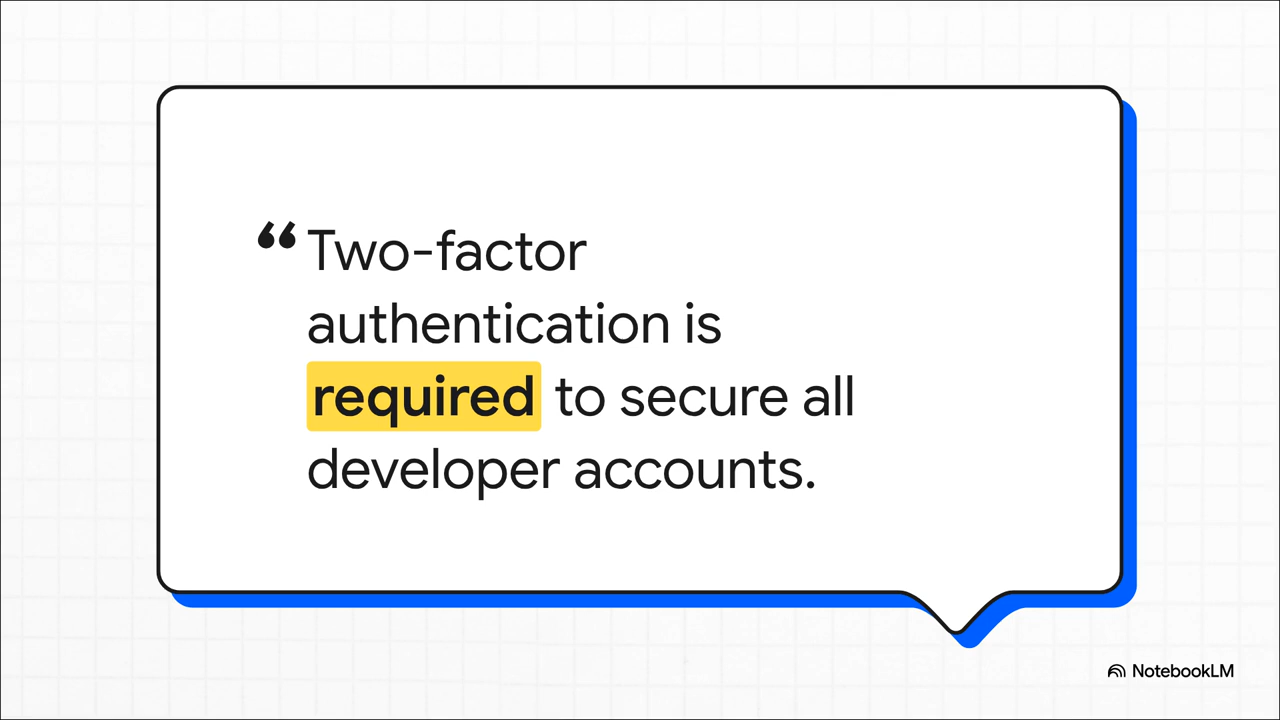 “Two-factor
authentication is
required to secure all
developer accounts.
NotebookLM